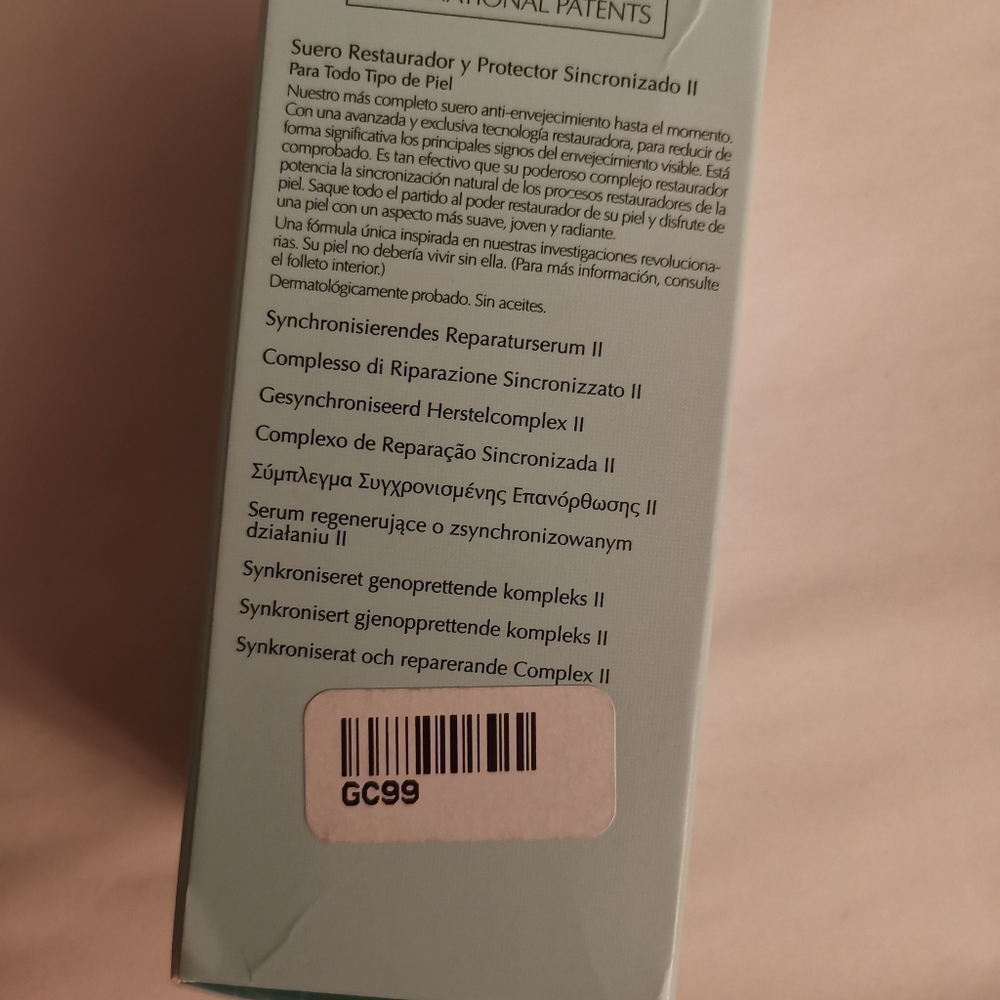 NATIONAL PATENTS
Suero Restaurador y Protector Sincronizado II
Para Todo Tipo de Piel
Nuestro más completo suero anti-envejecimiento hasta el momento.
Con una avanzada y exclusiva tecnología restauradora, para reducir de
forma significativa los principales signos del envejecimiento visible. Está
comprobado. Es tan efectivo que su poderoso complejo restaurador
potencia la sincronización natural de los procesos restauradores de la
piel. Saque todo el partido al poder restaurador de su piel y disfrute de
una piel con un aspecto más suave, joven y radiante.
Una fórmula única inspirada en nuestras investigaciones revoluciona-
rias. Su piel no debería vivir sin ella. (Para más información, consulte
el folleto interior.)
Dermatológicamente probado. Sin aceites.
Synchronisierendes Reparaturserum II
Complesso di Riparazione Sincronizzato II
Gesynchroniseerd Herstelcomplex II
Complexo de Reparação Sincronizada II
Σύμπλεγμα Συγχρονισμένης Επανόρθωσης II
Serum regenerujące o zsynchronizowanym
działaniu II
Synkroniseret genoprettende kompleks II
Synkronisert gjenopprettende kompleks II
Synkroniserat och reparerande Complex II
GC99